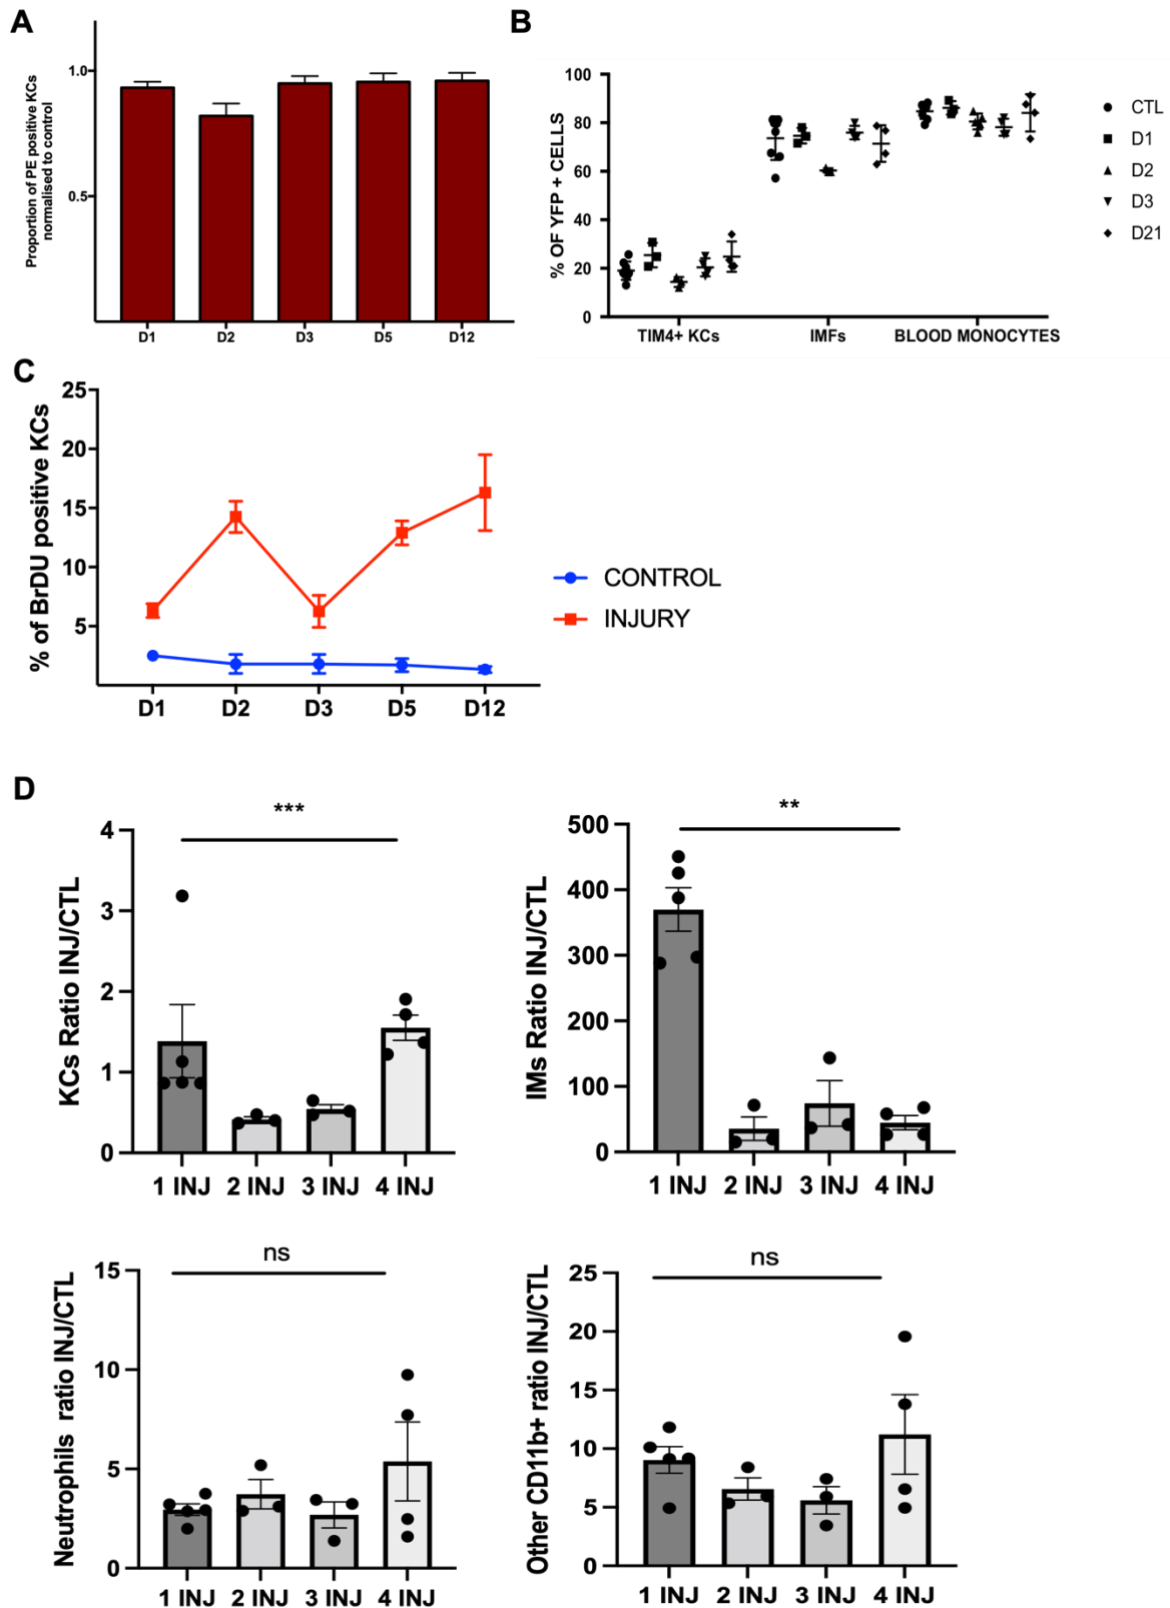 A
Proportion of PE positive KCs
normalised to control
1.0
0.5
D1 D2 D3 D5 D12
B
% OF YFP + CELLS
100
80
60
40
20
0
TIM4+ KCs IMFs BLOOD MONOCYTES
CTL
D1
D2
D3
D21
C
% of BrDU positive KCs
25
20
15
10
5
D1 D2 D3 D5 D12
CONTROL
INJURY
D
***
KCs Ratio INJ/CTL
4
3
2
1
0
1 INJ 2 INJ 3 INJ 4 INJ
**
IMs Ratio INJ/CTL
500
400
300
200
100
0
1 INJ 2 INJ 3 INJ 4 INJ
ns
Neutrophils ratio INJ/CTL
15
10
5
0
1 INJ 2 INJ 3 INJ 4 INJ
ns
Other CD11b+ ratio INJ/CTL
25
20
15
10
5
0
1 INJ 2 INJ 3 INJ 4 INJ